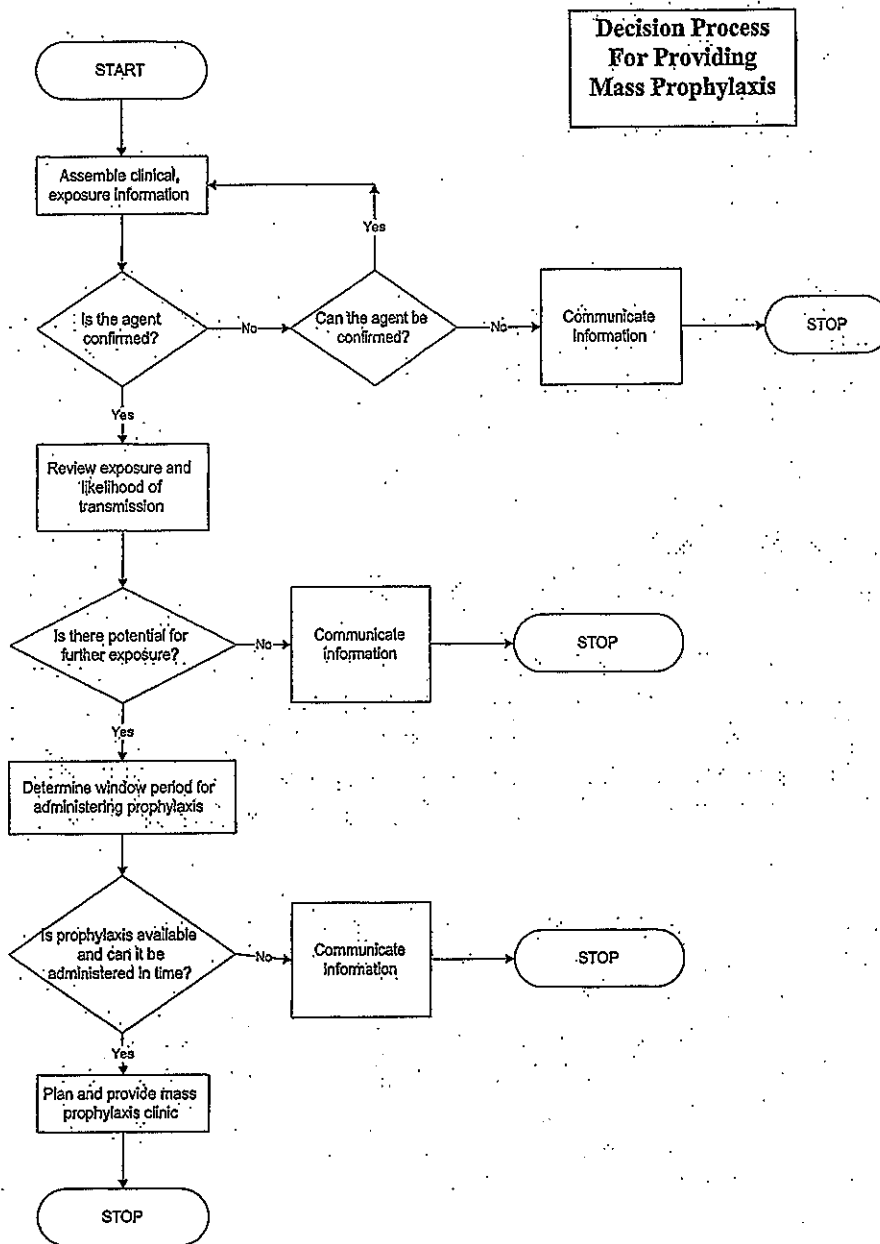 Decision Process
For Providing
Mass Prophylaxis
START
Assemble clinical,
exposure information
Yes
Is the agent
confirmed?
No
Can the agent be
confirmed?
No
Communicate
Information
STOP
Yes
Review exposure and
likelihood of
transmission
Is there potential for
further exposure?
No
Communicate
Information
STOP
Yes
Determine window period for
administering prophylaxis
Is prophylaxis available
and can it be
administered in time?
No
Communicate
Information
STOP
Yes
Plan and provide mass
prophylaxis clinic
STOP